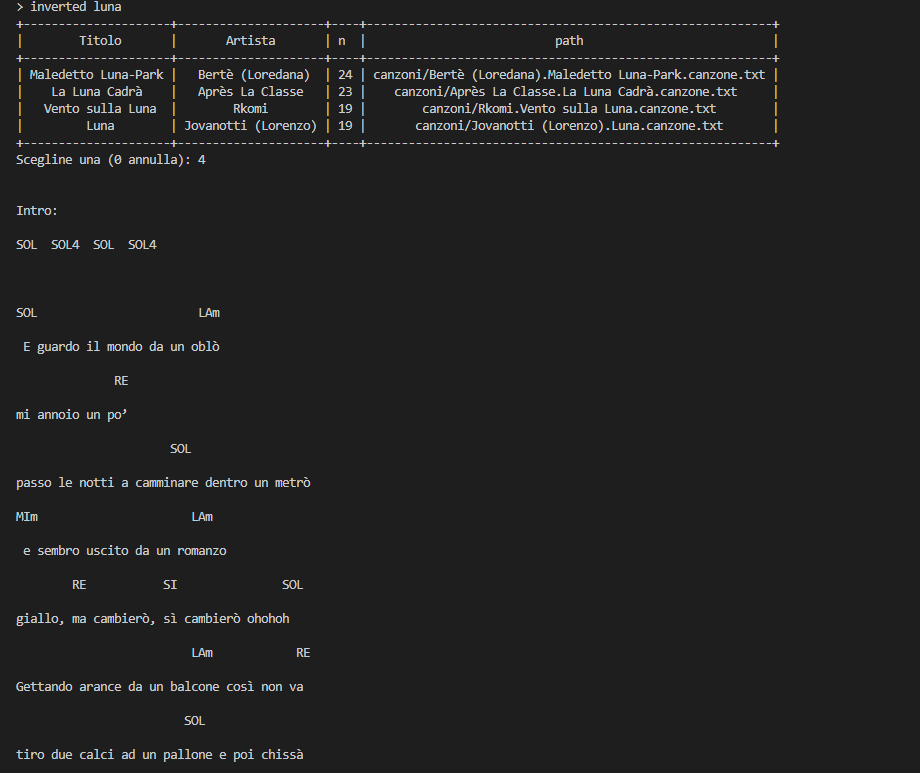 > inverted luna
+---------------------+---------------------+----+----------------------------------------------------------+
|        Titolo       |       Artista       | n  |                           path                           |
+---------------------+---------------------+----+----------------------------------------------------------+
| Maledetto Luna-Park |   Bertè (Loredana)  | 24 | canzoni/Bertè (Loredana).Maledetto Luna-Park.canzone.txt |
|    La Luna Cadrà    |   Après La Classe   | 23 |    canzoni/Après La Classe.La Luna Cadrà.canzone.txt     |
|   Vento sulla Luna  |        Rkomi        | 19 |        canzoni/Rkomi.Vento sulla Luna.canzone.txt        |
|         Luna        | Jovanotti (Lorenzo) | 19 |       canzoni/Jovanotti (Lorenzo).Luna.canzone.txt       |
+---------------------+---------------------+----+----------------------------------------------------------+
Scegline una (0 annulla): 4
Intro:
SOL  SOL4  SOL  SOL4
SOL                       LAm
 E guardo il mondo da un oblò
              RE
mi annoio un po’
                      SOL
passo le notti a camminare dentro un metrò
MIm                      LAm
 e sembro uscito da un romanzo
        RE           SI               SOL
giallo, ma cambierò, sì cambierò ohohoh
                         LAm            RE
Gettando arance da un balcone così non va
                        SOL
tiro due calci ad un pallone e poi chissà